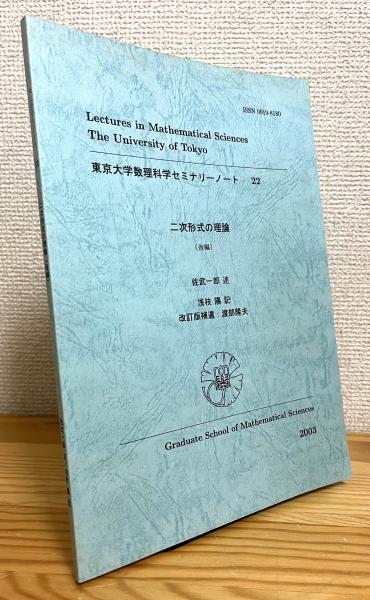 ISSN 0919-8180
Lectures in Mathematical Sciences
The University of Tokyo
東京大学数理科学セミナリーノート 22
二次形式の理論
(後編)
佐武一郎 述
浅枝 陽 記
改訂版補遺:渡部隆夫
Graduate School of Mathematical Sciences
2003